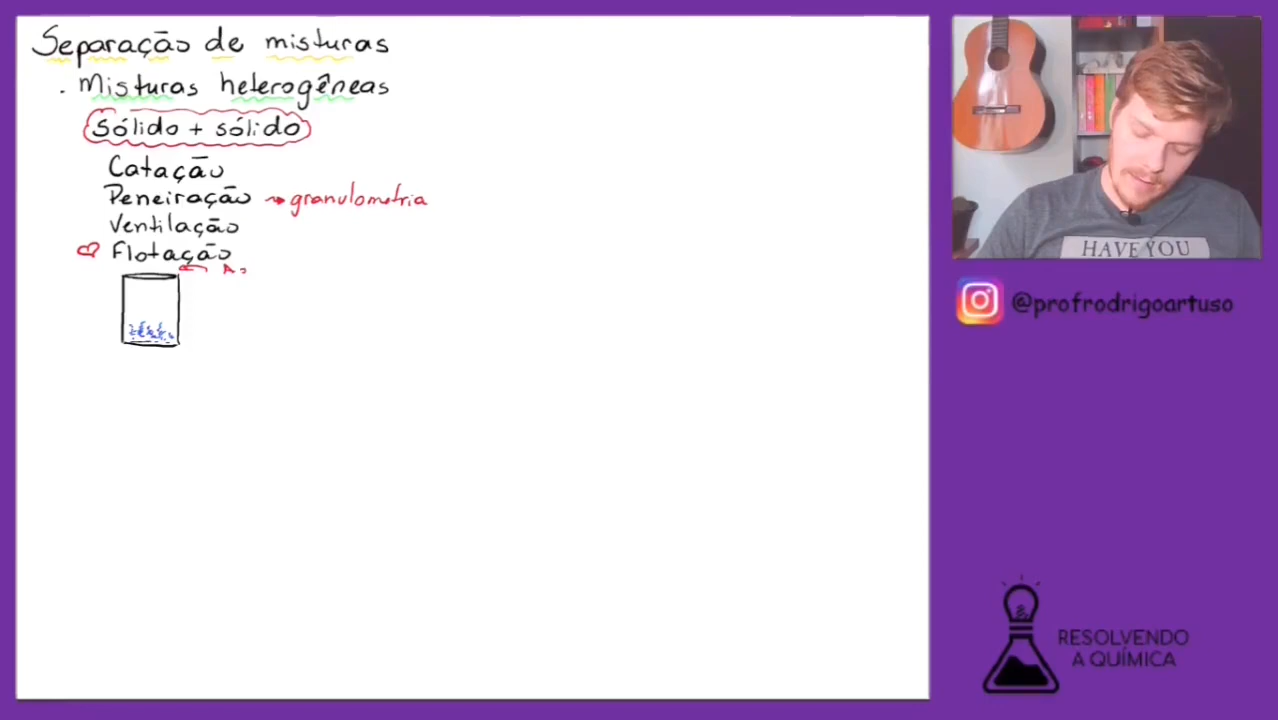 Separação de misturas
. Misturas heterogêneas
sólido + sólido
Catação
Peneiração → granulometria
Ventilação
Flotação
HAVE YOU
@profrodrigoartuso
RESOLVENDO
A QUÍMICA